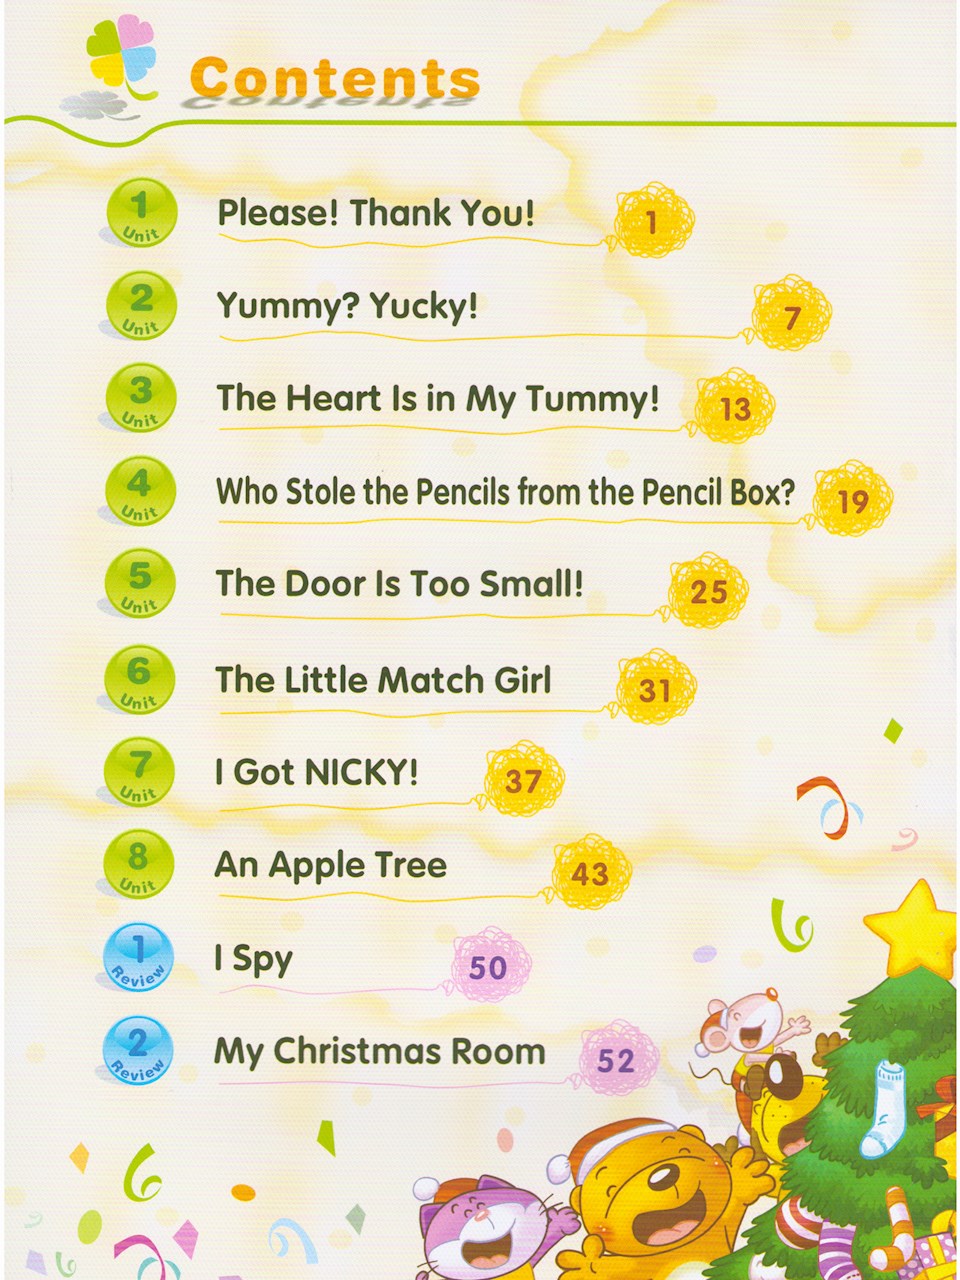 Contents
1 Unit Please! Thank You! 1
2 Unit Yummy? Yucky! 7
3 Unit The Heart Is in My Tummy! 13
4 Unit Who Stole the Pencils from the Pencil Box? 19
5 Unit The Door Is Too Small! 25
6 Unit The Little Match Girl 31
7 Unit I Got NICKY! 37
8 Unit An Apple Tree 43
1 Review I Spy 50
2 Review My Christmas Room 52